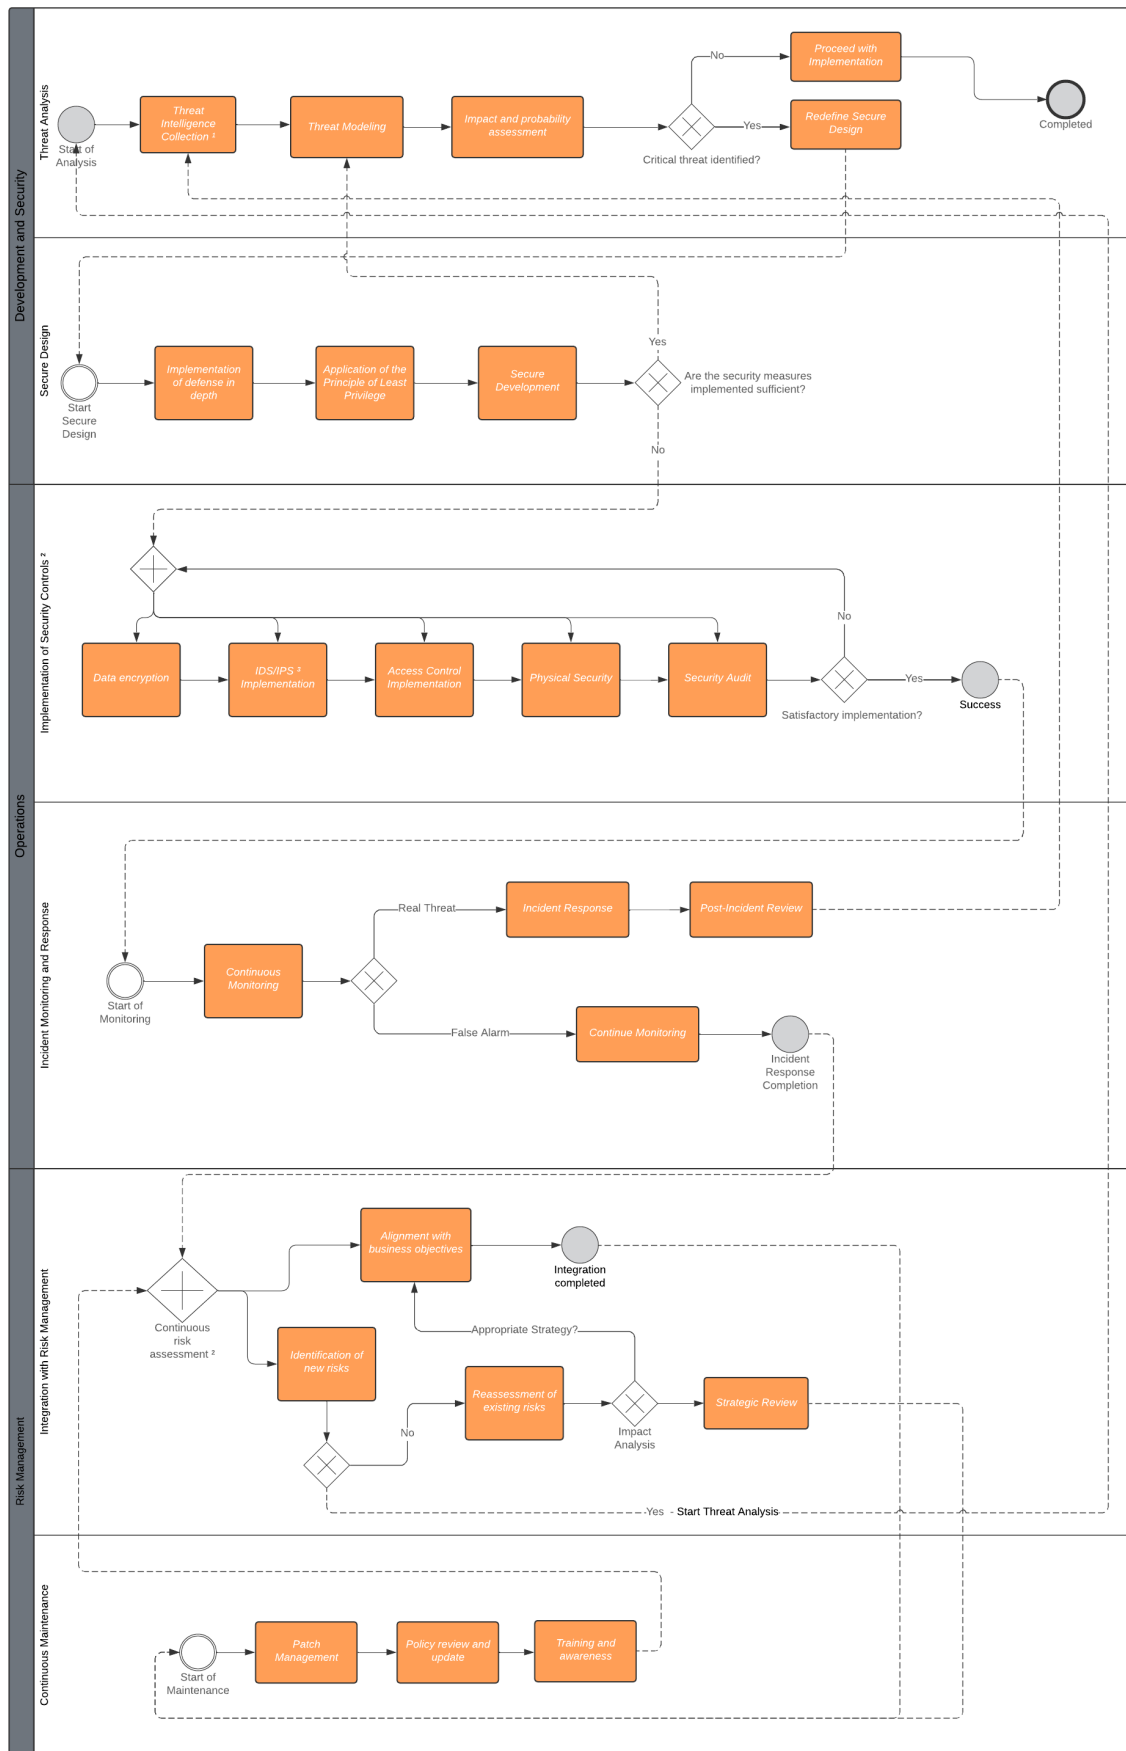 Development and Security
Threat Analysis
Start of
Analysis
Threat
Intelligence
Collection ¹
Threat Modeling
Impact and probability
assessment
Critical threat identified?
No
Yes
Proceed with
Implementation
Redefine Secure
Design
Completed
Secure Design
Start
Secure
Design
Implementation
of defense in
depth
Application of the
Principle of Least
Privilege
Secure
Development
Yes
Are the security measures
implemented sufficient?
No
Operations
Implementation of Security Controls ²
Data encryption
IDS/IPS ³
Implementation
Access Control
Implementation
Physical Security
Security Audit
No
Satisfactory implementation?
Yes
Success
Incident Monitoring and Response
Start of
Monitoring
Continuous
Monitoring
Real Threat
Incident Response
Post-Incident Review
False Alarm
Continue Monitoring
Incident
Response
Completion
Risk Management
Integration with Risk Management
Continuous
risk
assessment ²
Alignment with
business objectives
Integration
completed
Identification of
new risks
Appropriate Strategy?
No
Reassessment of
existing risks
Impact
Analysis
Strategic Review
Yes - Start Threat Analysis
Continuous Maintenance
Start of
Maintenance
Patch
Management
Policy review and
update
Training and
awareness